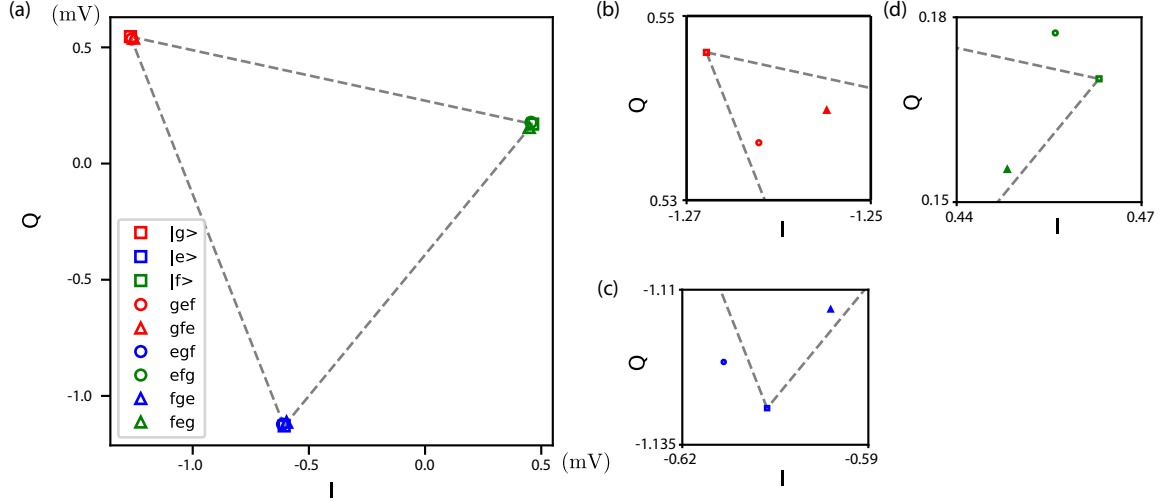 (a)
(mV)
0.5
0.0
-0.5
-1.0
Q
|g>
|e>
|f>
gef
gfe
egf
efg
fge
feg
-1.0
-0.5
0.0
0.5
(mV)
I
(b)
0.55
Q
0.53
-1.27
-1.25
I
(d)
0.18
Q
0.15
0.44
0.47
I
(c)
-1.11
Q
-1.135
-0.62
-0.59
I